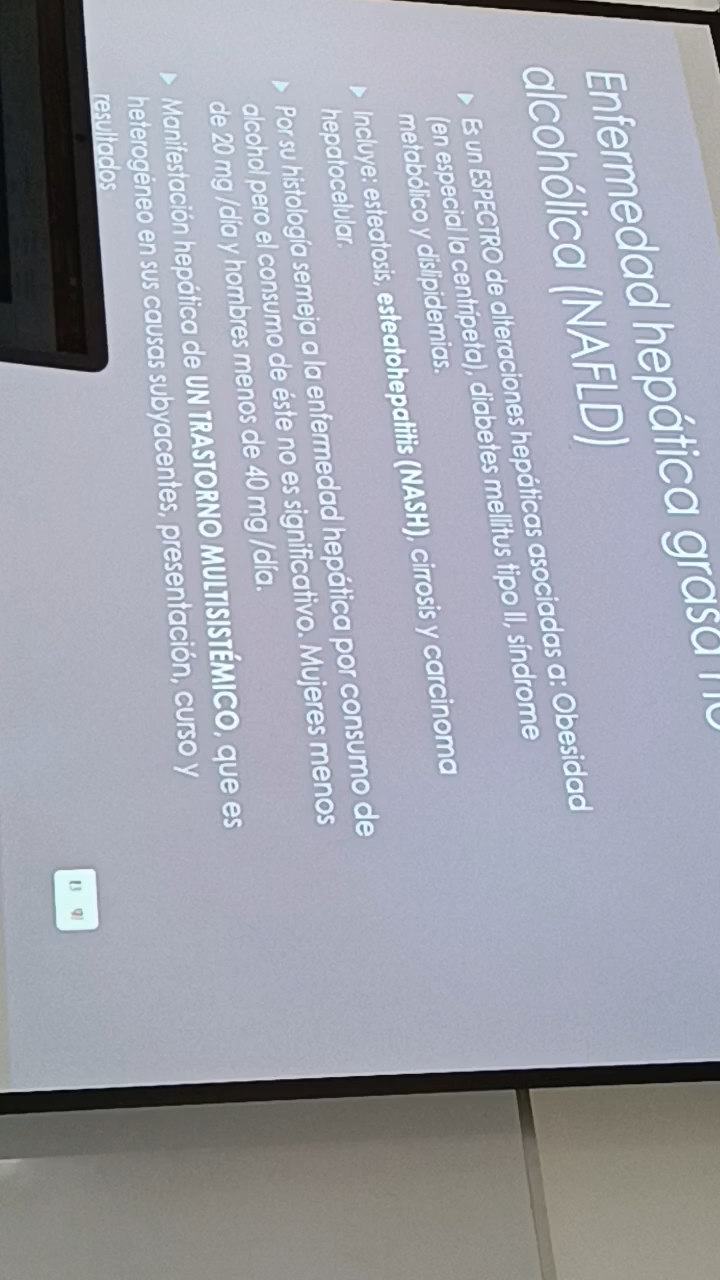 Enfermedad hepática grasa no
alcohólica (NAFLD)
Es un ESPECTRO de alteraciones hepáticas asociadas a: Obesidad
(en especial la centrípeta), diabetes mellitus tipo II, síndrome
metabólico y dislipidemias.
Incluye: esteatosis, esteatohepatitis (NASH), cirrosis y carcinoma
hepatocelular.
Por su histología semeja a la enfermedad hepática por consumo de
alcohol pero el consumo de éste no es significativo. Mujeres menos
de 20 mg /día y hombres menos de 40 mg /día.
Manifestación hepática de UN TRASTORNO MULTISISTÉMICO, que es
heterogéneo en sus causas subyacentes, presentación, curso y
resultados